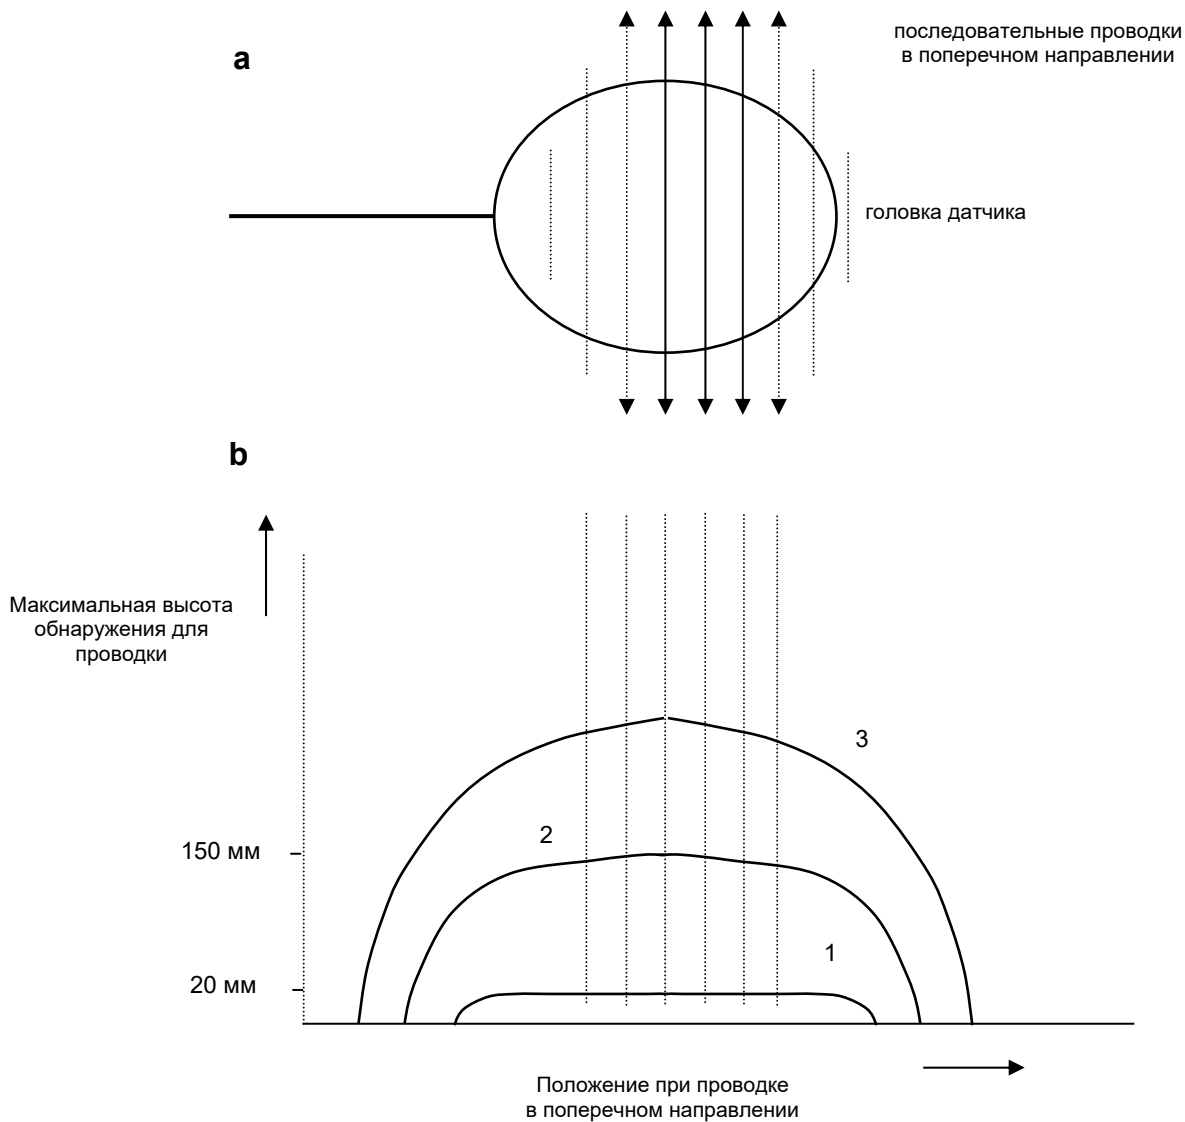 a
последовательные проводки
в поперечном направлении
головка датчика
b
Максимальная высота
обнаружения для
проводки
3
2
150 мм
1
20 мм
Положение при проводке
в поперечном направлении